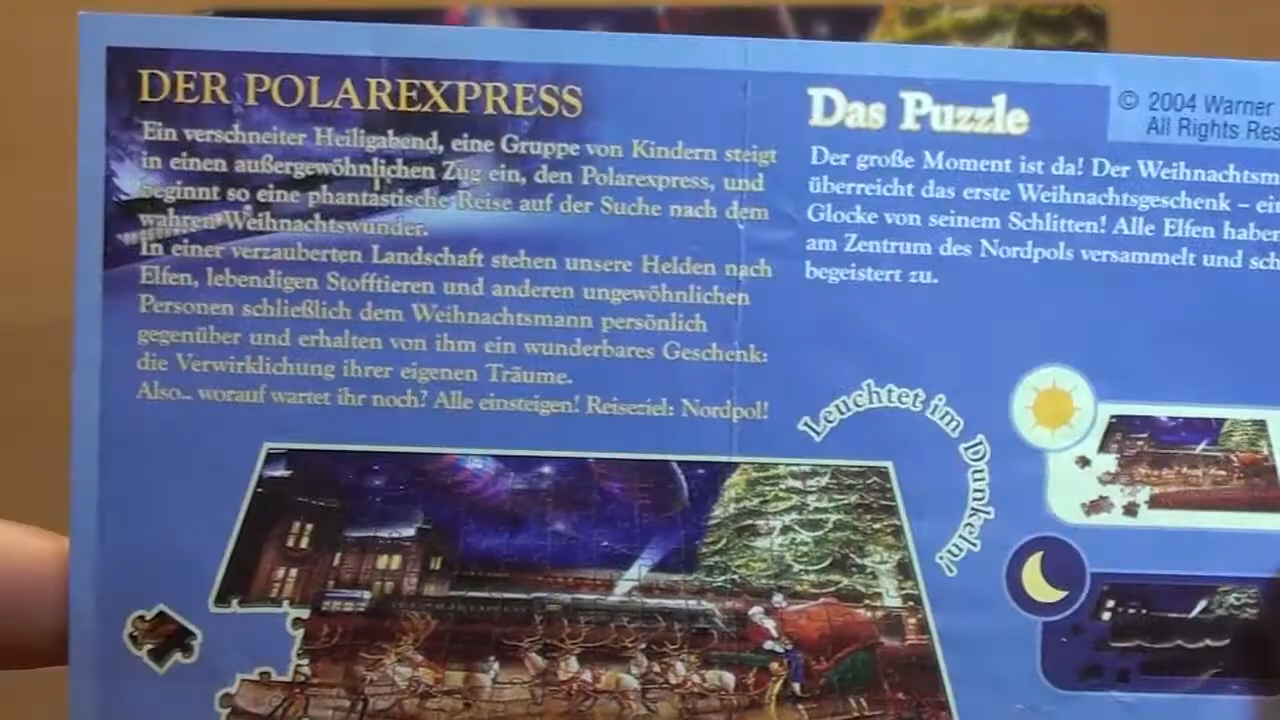 DER POLAREXPRESS
Ein verschneiter Heiligabend, eine Gruppe von Kindern steigt
in einen außergewöhnlichen Zug ein, den Polarexpress, und
beginnt so eine phantastische Reise auf der Suche nach dem
wahren Weihnachtswunder.
In einer verzauberten Landschaft stehen unsere Helden nach
Elfen, lebendigen Stofftieren und anderen ungewöhnlichen
Personen schließlich dem Weihnachtsmann persönlich
gegenüber und erhalten von ihm ein wunderbares Geschenk:
die Verwirklichung ihrer eigenen Träume.
Also.. worauf wartet ihr noch? Alle einsteigen! Reiseziel: Nordpol!
Das Puzzle
Der große Moment ist da! Der Weihnachtsm
überreicht das erste Weihnachtsgeschenk – ein
Glocke von seinem Schlitten! Alle Elfen haben
am Zentrum des Nordpols versammelt und sch
begeistert zu.
© 2004 Warner
All Rights Res
Leuchtet im Dunkeln!